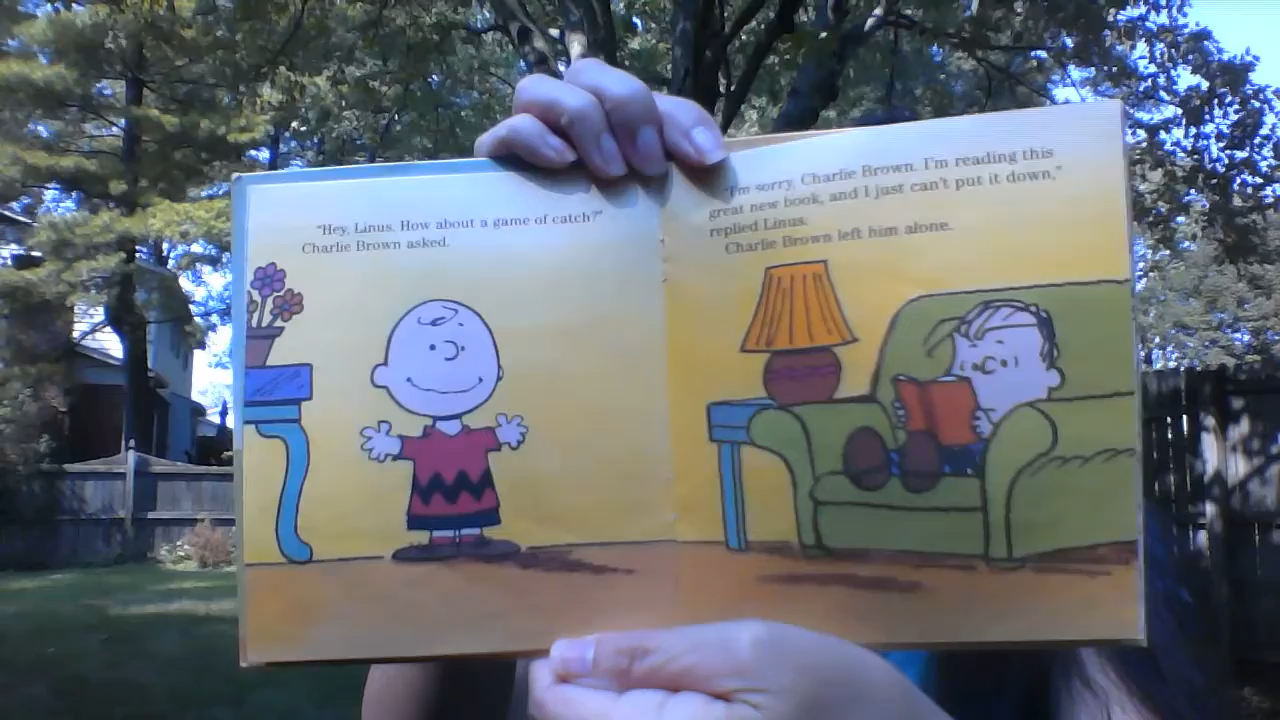 "Hey, Linus. How about a game of catch?"
Charlie Brown asked.
"I'm sorry, Charlie Brown. I'm reading this
great new book, and I just can't put it down,"
replied Linus.
Charlie Brown left him alone.